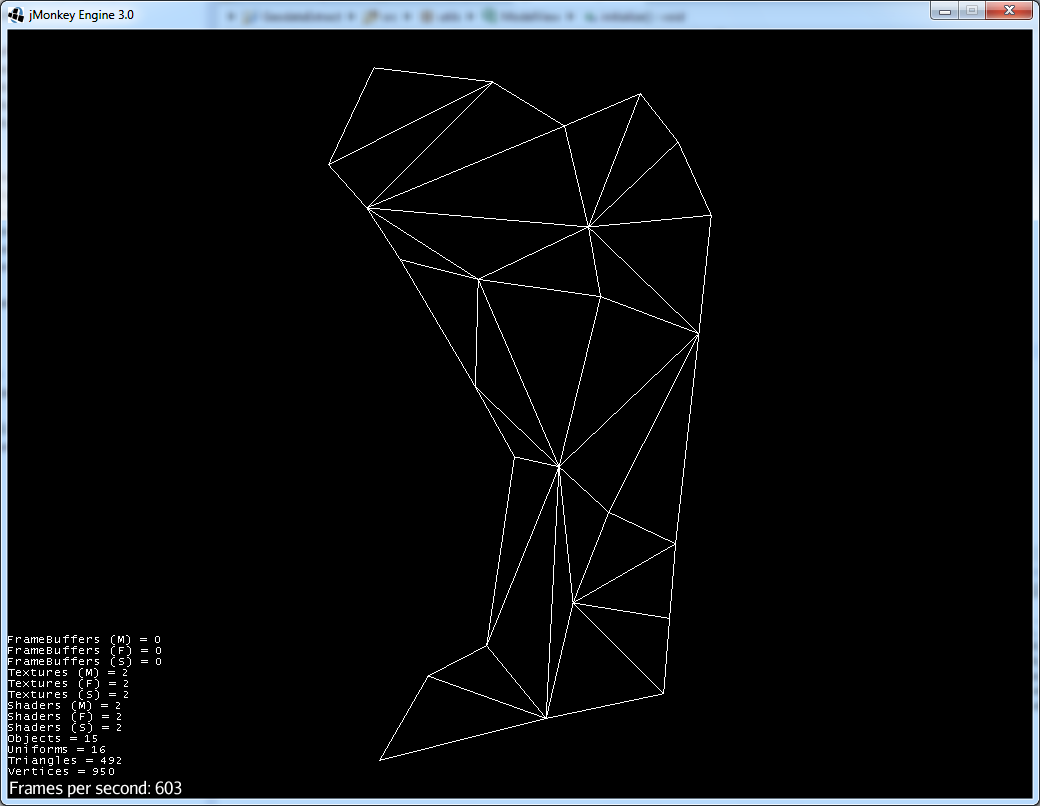 jMonkey Engine 3.0
FrameBuffers (M) = 0
FrameBuffers (F) = 0
FrameBuffers (S) = 0
Textures (M) = 2
Textures (F) = 2
Textures (S) = 2
Shaders (M) = 2
Shaders (F) = 2
Shaders (S) = 2
Objects = 15
Uniforms = 16
Triangles = 492
Vertices = 950
Frames per second: 603